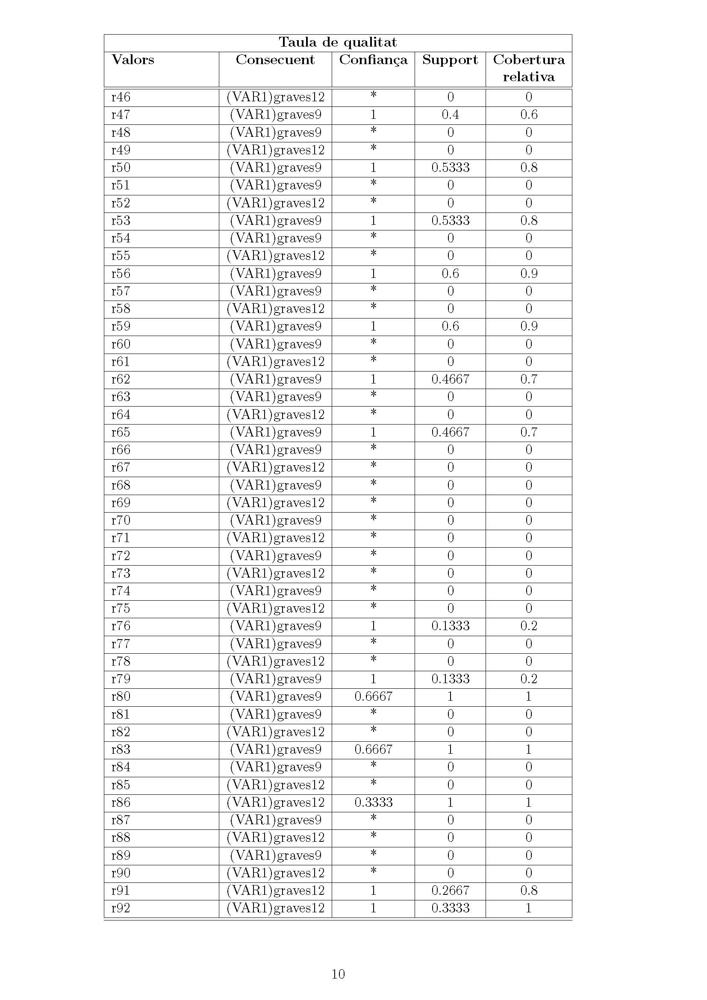 Taula de qualitat
Valors Consecuent Confiança Support Cobertura
relativa
r46 (VAR1)graves12 * 0 0
r47 (VAR1)graves9 1 0.4 0.6
r48 (VAR1)graves9 * 0 0
r49 (VAR1)graves12 * 0 0
r50 (VAR1)graves9 1 0.5333 0.8
r51 (VAR1)graves9 * 0 0
r52 (VAR1)graves12 * 0 0
r53 (VAR1)graves9 1 0.5333 0.8
r54 (VAR1)graves9 * 0 0
r55 (VAR1)graves12 * 0 0
r56 (VAR1)graves9 1 0.6 0.9
r57 (VAR1)graves9 * 0 0
r58 (VAR1)graves12 * 0 0
r59 (VAR1)graves9 1 0.6 0.9
r60 (VAR1)graves9 * 0 0
r61 (VAR1)graves12 * 0 0
r62 (VAR1)graves9 1 0.4667 0.7
r63 (VAR1)graves9 * 0 0
r64 (VAR1)graves12 * 0 0
r65 (VAR1)graves9 1 0.4667 0.7
r66 (VAR1)graves9 * 0 0
r67 (VAR1)graves12 * 0 0
r68 (VAR1)graves9 * 0 0
r69 (VAR1)graves12 * 0 0
r70 (VAR1)graves9 * 0 0
r71 (VAR1)graves12 * 0 0
r72 (VAR1)graves9 * 0 0
r73 (VAR1)graves12 * 0 0
r74 (VAR1)graves9 * 0 0
r75 (VAR1)graves12 * 0 0
r76 (VAR1)graves9 1 0.1333 0.2
r77 (VAR1)graves9 * 0 0
r78 (VAR1)graves12 * 0 0
r79 (VAR1)graves9 1 0.1333 0.2
r80 (VAR1)graves9 0.6667 1 1
r81 (VAR1)graves9 * 0 0
r82 (VAR1)graves12 * 0 0
r83 (VAR1)graves9 0.6667 1 1
r84 (VAR1)graves9 * 0 0
r85 (VAR1)graves12 * 0 0
r86 (VAR1)graves12 0.3333 1 1
r87 (VAR1)graves9 * 0 0
r88 (VAR1)graves12 * 0 0
r89 (VAR1)graves9 * 0 0
r90 (VAR1)graves12 * 0 0
r91 (VAR1)graves12 1 0.2667 0.8
r92 (VAR1)graves12 1 0.3333 1
10